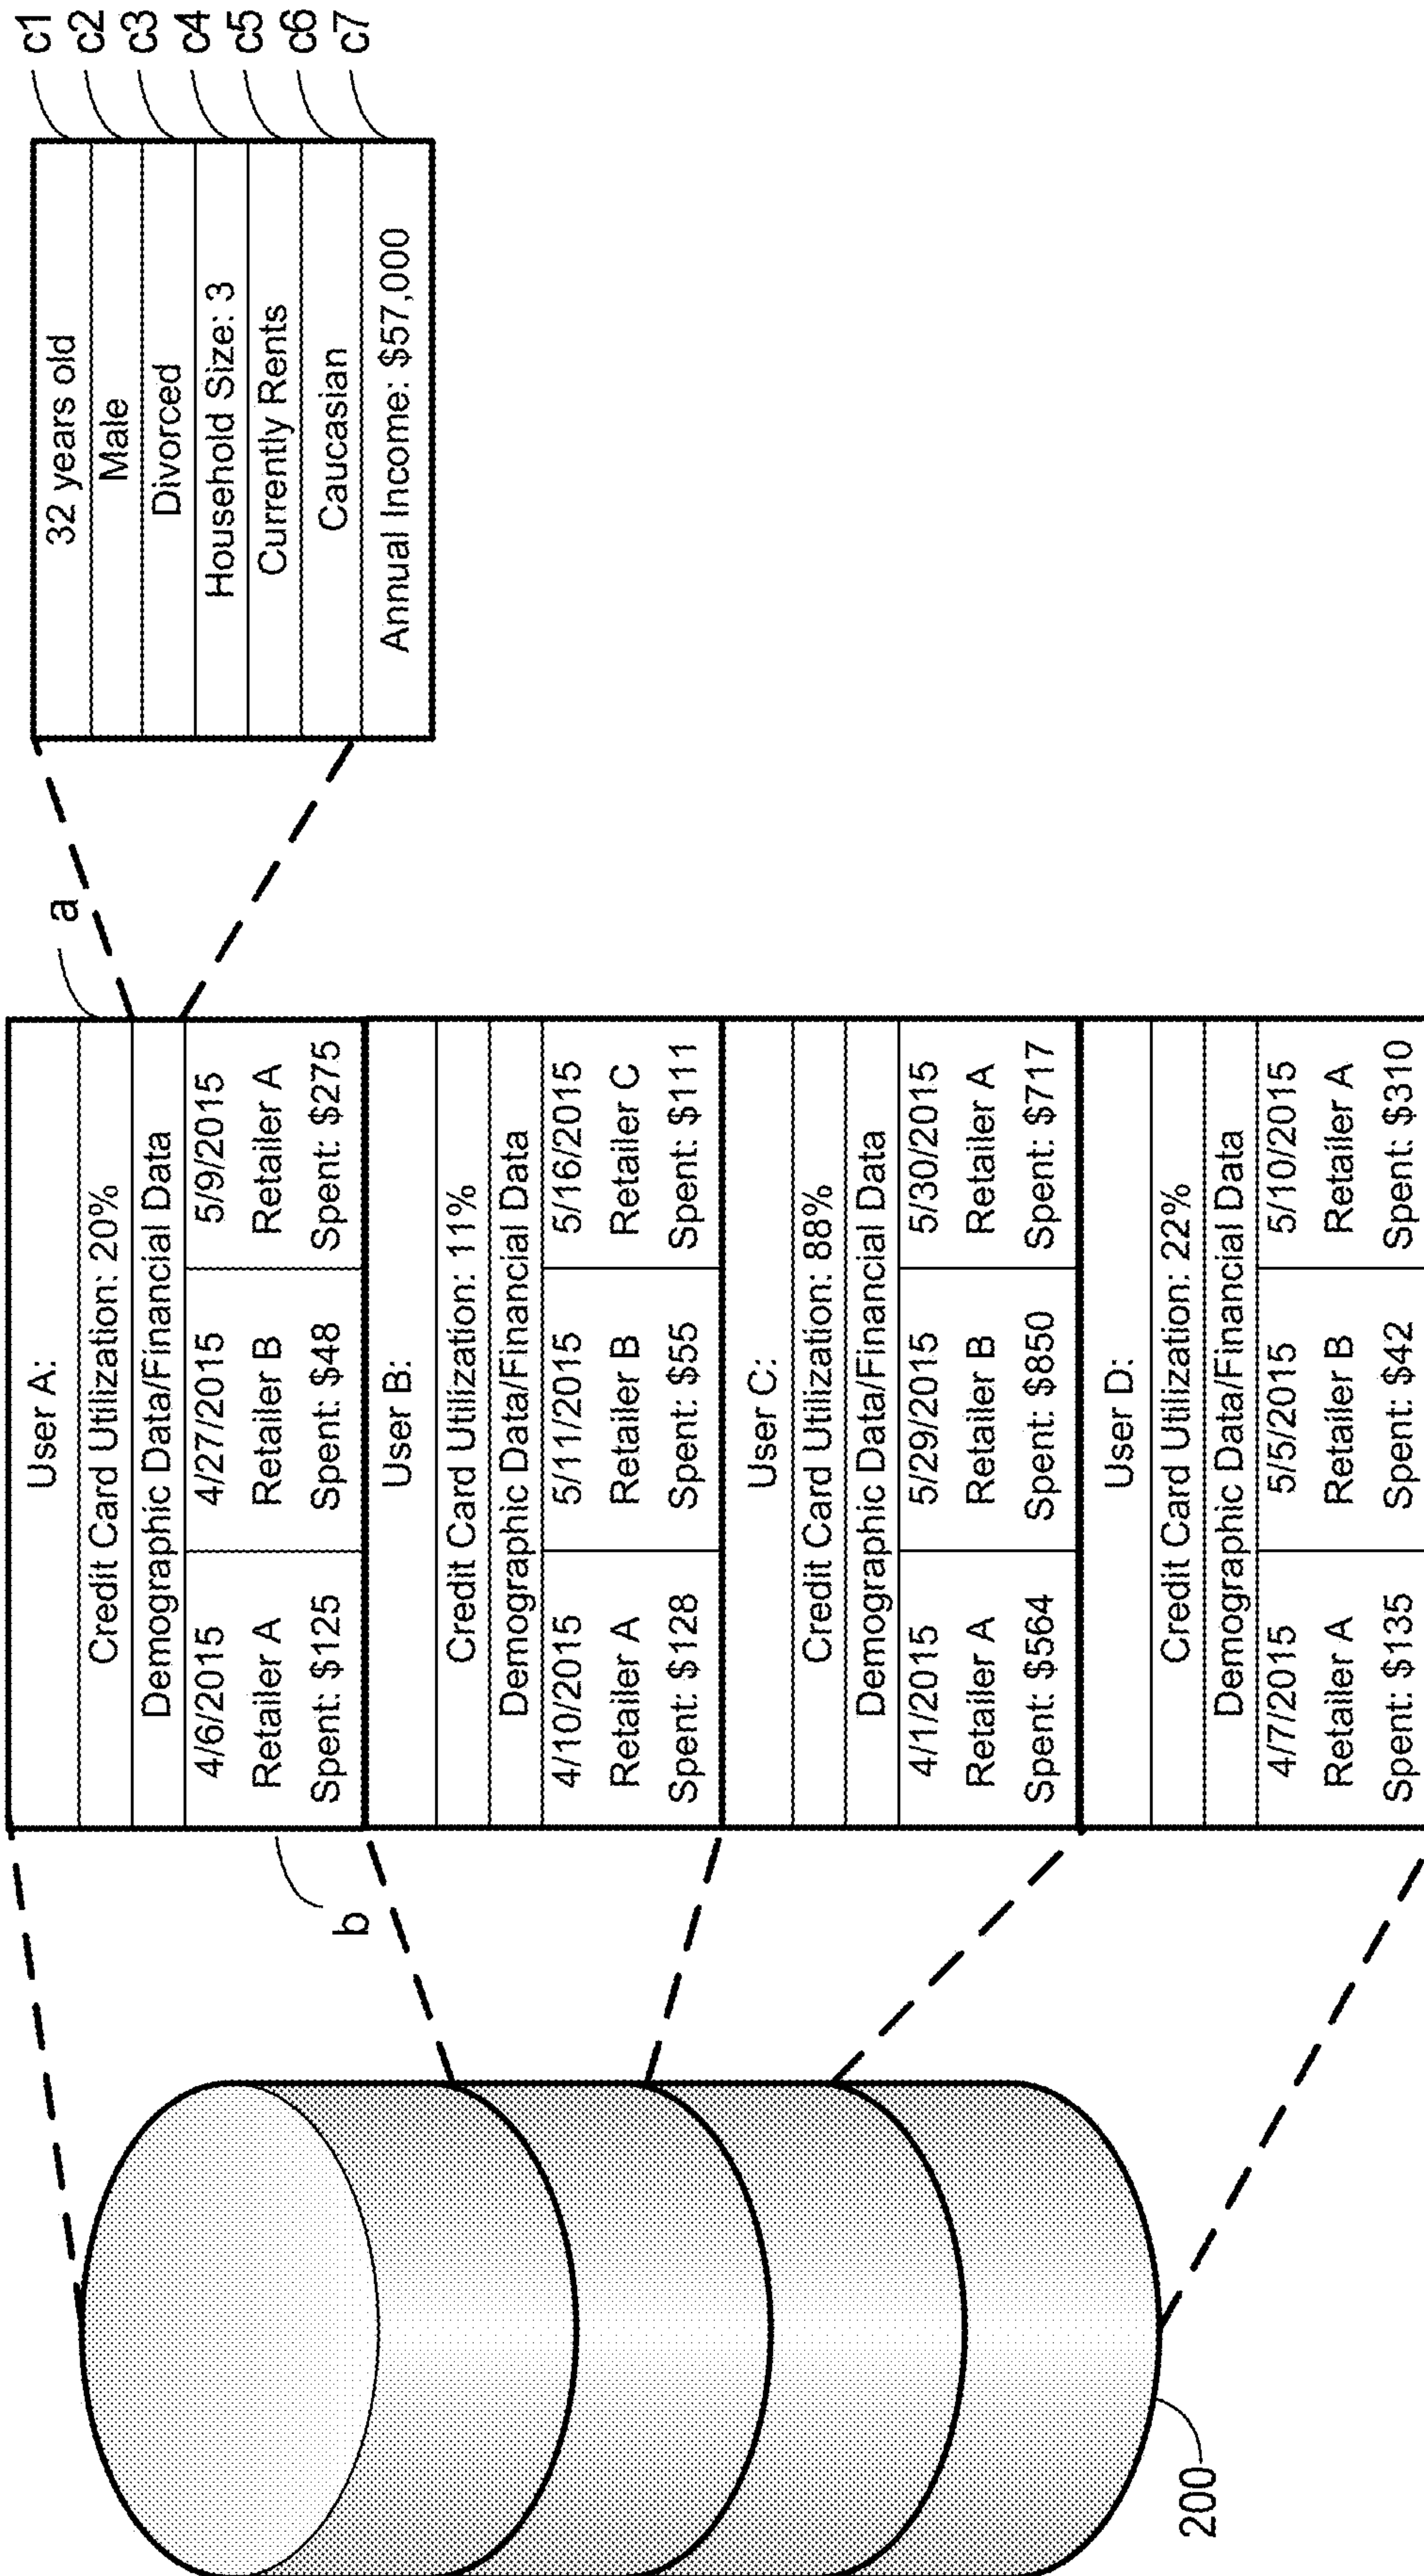 User A:
Credit Card Utilization: 20%
Demographic Data/Financial Data
4/6/2015 4/27/2015 5/9/2015
Retailer A Retailer B Retailer A
Spent: $125 Spent: $48 Spent: $275
User B:
Credit Card Utilization: 11%
Demographic Data/Financial Data
4/10/2015 5/11/2015 5/16/2015
Retailer A Retailer B Retailer C
Spent: $128 Spent: $55 Spent: $111
User C:
Credit Card Utilization: 88%
Demographic Data/Financial Data
4/1/2015 5/29/2015 5/30/2015
Retailer A Retailer B Retailer A
Spent: $564 Spent: $850 Spent: $717
User D:
Credit Card Utilization: 22%
Demographic Data/Financial Data
4/7/2015 5/5/2015 5/10/2015
Retailer A Retailer B Retailer A
Spent: $135 Spent: $42 Spent: $310
a
b
200
32 years old c1
Male c2
Divorced c3
Household Size: 3 c4
Currently Rents c5
Caucasian c6
Annual Income: $57,000 c7